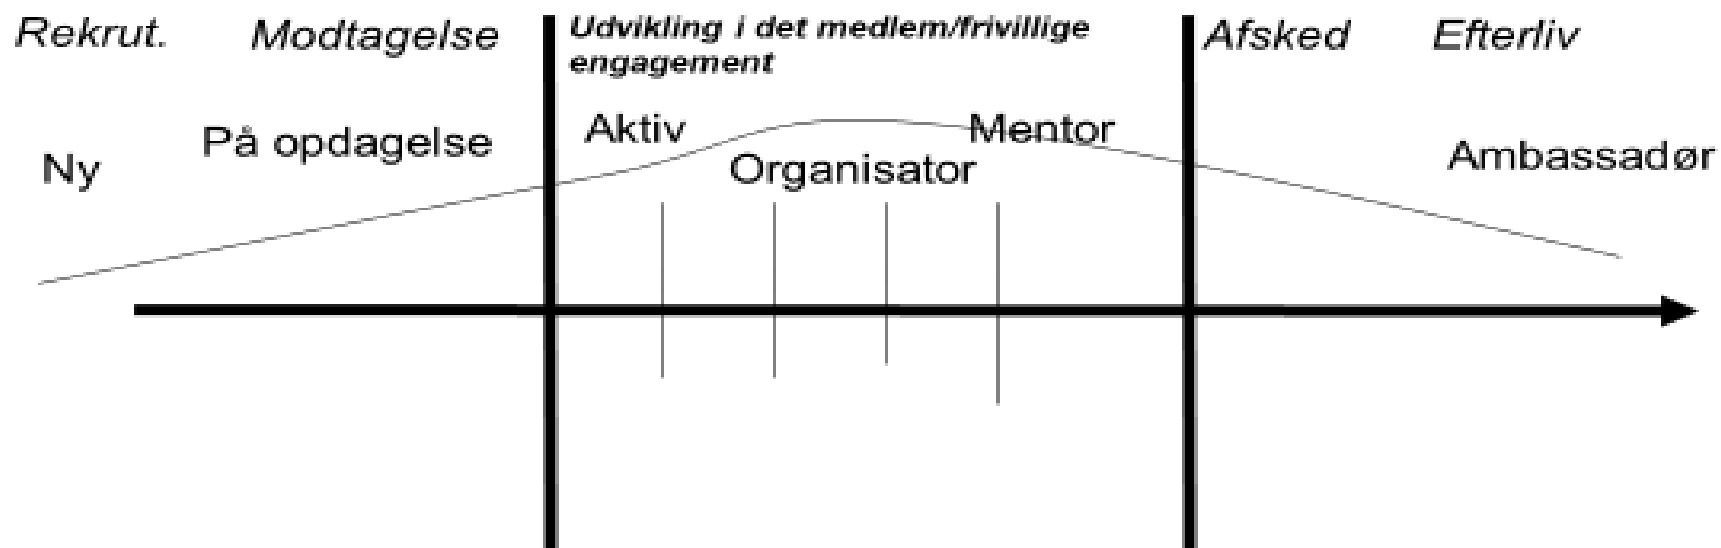 Rekrut.
Modtagelse
Udvikling i det medlem/frivillige
engagement
Afsked
Efterliv
Ny
På opdagelse
Aktiv
Organisator
Mentor
Ambassadør